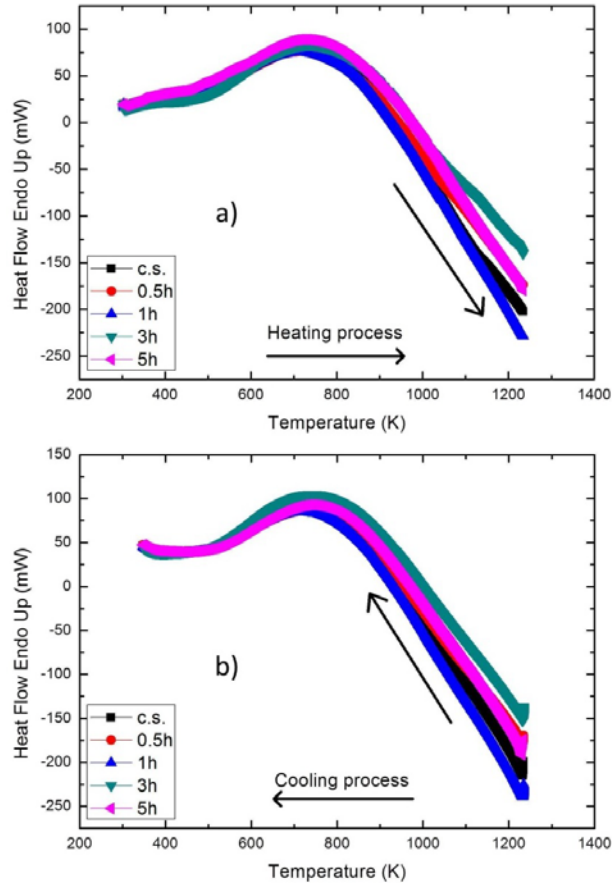 100
50
0
-50
-100
-150
-200
-250
Heat Flow Endo Up (mW)
a)
c.s.
0.5h
1h
3h
5h
Heating process
200 400 600 800 1000 1200 1400
Temperature (K)
150
100
50
0
-50
-100
-150
-200
-250
Heat Flow Endo Up (mW)
b)
c.s.
0.5h
1h
3h
5h
Cooling process
200 400 600 800 1000 1200 1400
Temperature (K)